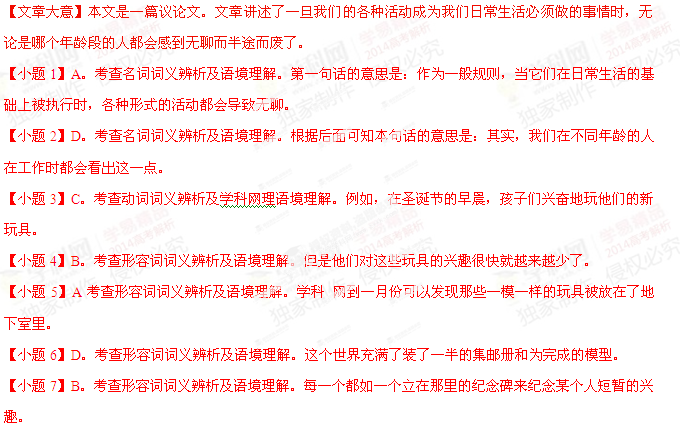 【文章大意】本文是一篇议论文。文章讲述了一旦我们的各种活动成为我们日常生活必须做的事情时，无
论是哪个年龄段的人都会感到无聊而半途而废了。
【小题 1】A。考查名词词义辨析及语境理解。第一句话的意思是：作为一般规则，当它们在日常生活的基
础上被执行时，各种形式的活动都会导致无聊。
【小题 2】D。考查名词词义辨析及语境理解。根据后面可知本句话的意思是：其实，我们在不同年龄的人
在工作时都会看出这一点。
【小题 3】C。考查动词词义辨析及学科网理语境理解。例如，在圣诞节的早晨，孩子们兴奋地玩他们的新
玩具。
【小题 4】B。考查形容词词义辨析及语境理解。但是他们对这些玩具的兴趣很快就越来越少了。
【小题 5】A 考查形容词词义辨析及语境理解。学科 网到一月份可以发现那些一模一样的玩具被放在了地
下室里。
【小题 6】D。考查形容词词义辨析及语境理解。这个世界充满了装了一半的集邮册和为完成的模型。
【小题 7】B。考查形容词词义辨析及语境理解。每一个都如一个立在那里的纪念碑来纪念某个人短暂的兴
趣。